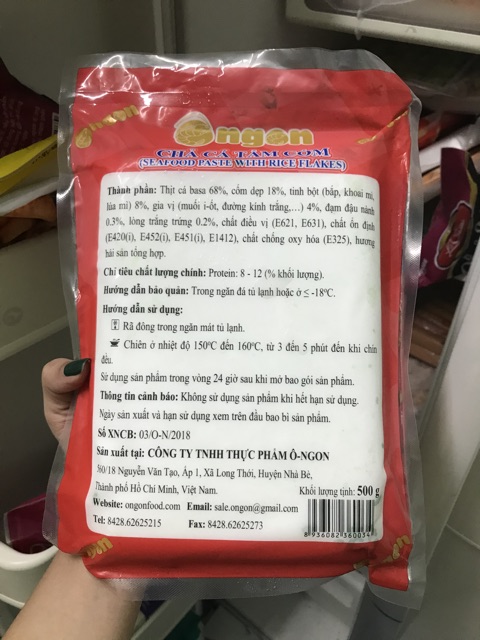 Ongon
CHẢ CÁ TẨM CỐM
(SEAFOOD PASTE WITH RICE FLAKES)
Thành phần: Thịt cá basa 68%, cốm dẹp 18%, tinh bột (bắp, khoai mì,
lúa mì) 8%, gia vị (muối i-ốt, đường kính trắng,...) 4%, đạm đậu nành
0.3%, lòng trắng trứng 0.2%, chất điều vị (E621, E631), chất ổn định
(E420(i), E452(i), E451(i), E1412), chất chống oxy hóa (E325), hương
hải sản tổng hợp.
Chỉ tiêu chất lượng chính: Protein: 8 - 12 (% khối lượng).
Hướng dẫn bảo quản: Trong ngăn đá tủ lạnh hoặc ở ≤ -18°C.
Hướng dẫn sử dụng:
Rã đông trong ngăn mát tủ lạnh.
Chiên ở nhiệt độ 150°C đến 160°C, từ 3 đến 5 phút đến khi chín
đều.
Sử dụng sản phẩm trong vòng 24 giờ sau khi mở bao gói sản phẩm.
Thông tin cảnh báo: Không sử dụng sản phẩm khi hết hạn sử dụng.
Ngày sản xuất và hạn sử dụng xem trên đầu bao bì sản phẩm.
Số XNCB: 03/O-N/2018
Sản xuất tại: CÔNG TY TNHH THỰC PHẨM Ô-NGON
360/18 Nguyễn Văn Tạo, Ấp 1, Xã Long Thới, Huyện Nhà Bè,
Thành phố Hồ Chí Minh, Việt Nam. Khối lượng tịnh: 500 g
Website: ongonfood.com Email: sale.ongon@gmail.com
Tel: 8428.62625215 Fax: 8428.62625273
8 936082 360034